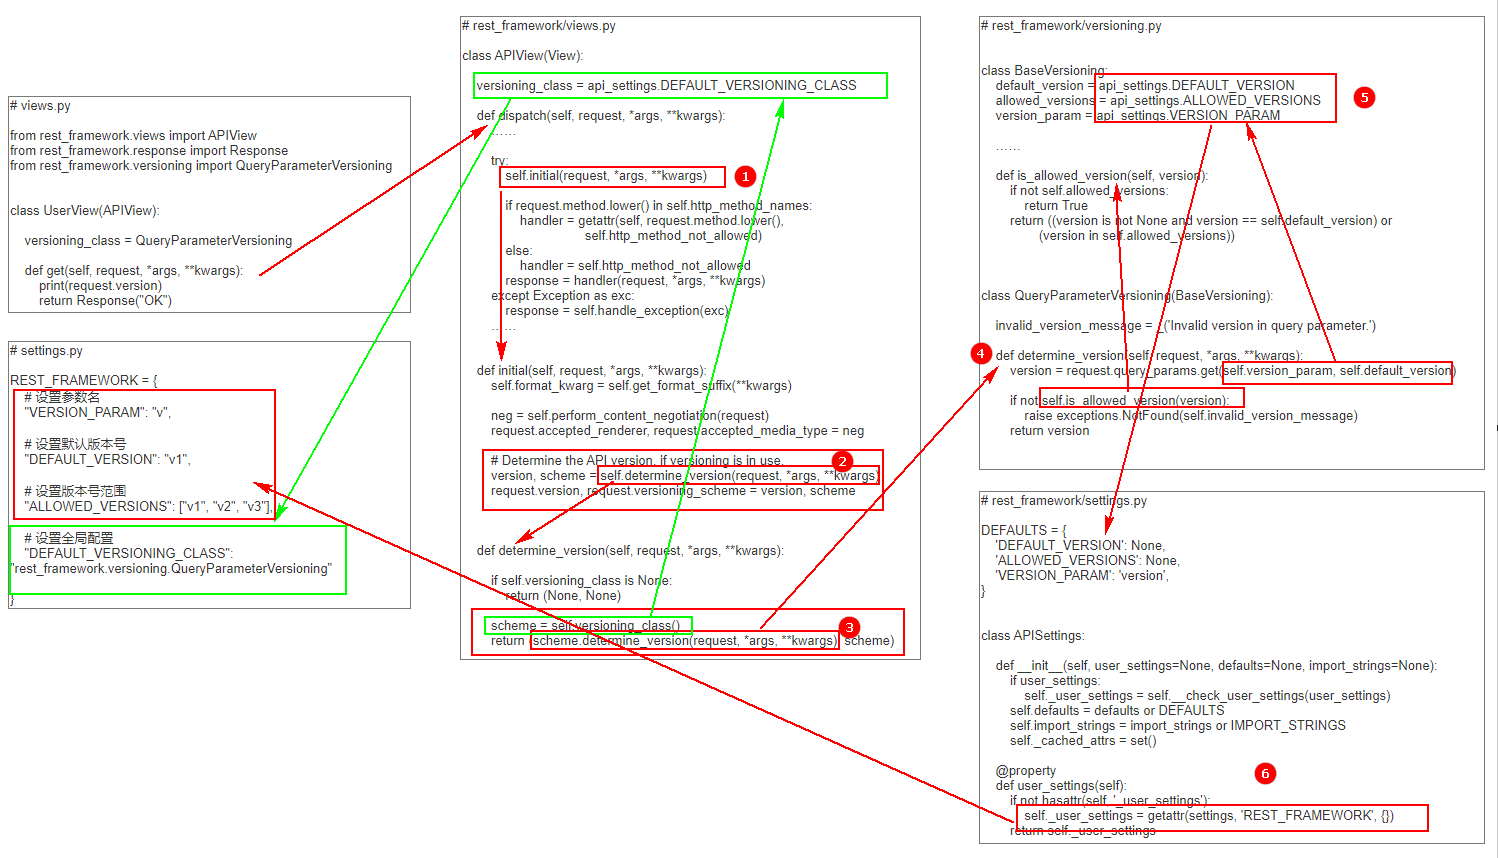 # views.py
from rest_framework.views import APIView
from rest_framework.response import Response
from rest_framework.versioning import QueryParameterVersioning
class UserView(APIView):
versioning_class = QueryParameterVersioning
def get(self, request, *args, **kwargs):
print(request.version)
return Response("OK")
# settings.py
REST_FRAMEWORK = {
# 设置参数名
"VERSION_PARAM": "v",
# 设置默认版本号
"DEFAULT_VERSION": "v1",
# 设置版本号范围
"ALLOWED_VERSIONS": ["v1", "v2", "v3"],
# 设置全局配置
"DEFAULT_VERSIONING_CLASS":
"rest_framework.versioning.QueryParameterVersioning"
}
# rest_framework/views.py
class APIView(View):
versioning_class = api_settings.DEFAULT_VERSIONING_CLASS
def dispatch(self, request, *args, **kwargs):
……
try:
self.initial(request, *args, **kwargs)
1
if request.method.lower() in self.http_method_names:
handler = getattr(self, request.method.lower(),
self.http_method_not_allowed)
else:
handler = self.http_method_not_allowed
response = handler(request, *args, **kwargs)
except Exception as exc:
response = self.handle_exception(exc)
……
def initial(self, request, *args, **kwargs):
self.format_kwarg = self.get_format_suffix(**kwargs)
neg = self.perform_content_negotiation(request)
request.accepted_renderer, request.accepted_media_type = neg
# Determine the API version, if versioning is in use.
2
version, scheme = self.determine_version(request, *args, **kwargs)
request.version, request.versioning_scheme = version, scheme
def determine_version(self, request, *args, **kwargs):
if self.versioning_class is None:
return (None, None)
scheme = self.versioning_class()
3
return (scheme.determine_version(request, *args, **kwargs), scheme)
# rest_framework/versioning.py
class BaseVersioning:
default_version = api_settings.DEFAULT_VERSION
allowed_versions = api_settings.ALLOWED_VERSIONS
version_param = api_settings.VERSION_PARAM
5
……
def is_allowed_version(self, version):
if not self.allowed_versions:
return True
return ((version is not None and version == self.default_version) or
(version in self.allowed_versions))
class QueryParameterVersioning(BaseVersioning):
invalid_version_message = _('Invalid version in query parameter.')
4
def determine_version(self, request, *args, **kwargs):
version = request.query_params.get(self.version_param, self.default_version)
if not self.is_allowed_version(version):
raise exceptions.NotFound(self.invalid_version_message)
return version
# rest_framework/settings.py
DEFAULTS = {
'DEFAULT_VERSION': None,
'ALLOWED_VERSIONS': None,
'VERSION_PARAM': 'version',
}
class APISettings:
def __init__(self, user_settings=None, defaults=None, import_strings=None):
if user_settings:
self._user_settings = self.__check_user_settings(user_settings)
self.defaults = defaults or DEFAULTS
self.import_strings = import_strings or IMPORT_STRINGS
self._cached_attrs = set()
@property
6
def user_settings(self):
if not hasattr(self, '_user_settings'):
self._user_settings = getattr(settings, 'REST_FRAMEWORK', {})
return self._user_settings